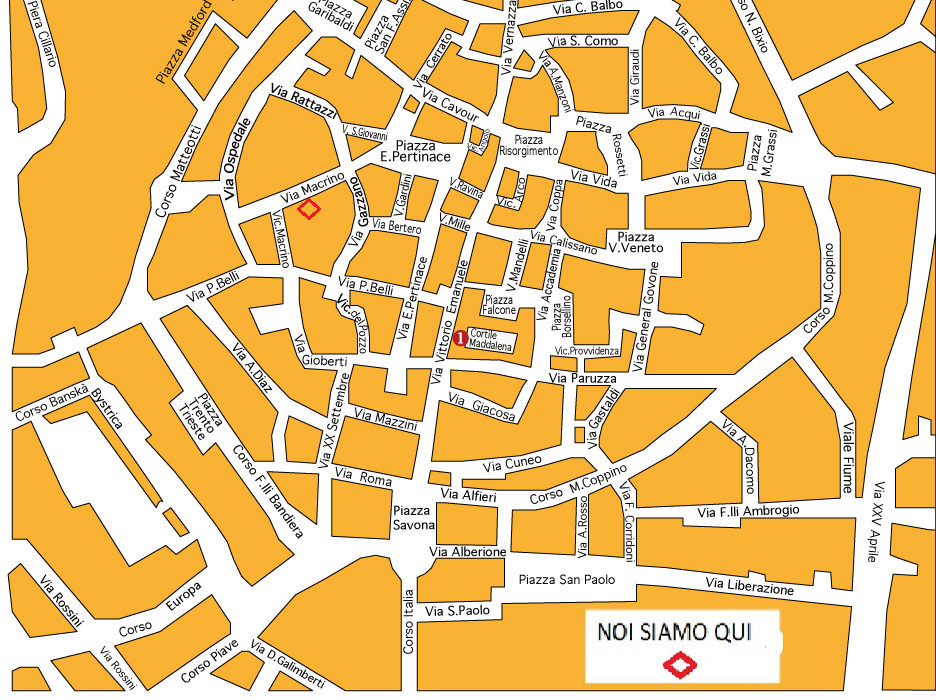 Piera Cillario
Piazza Medford
Piazza
Garibaldi
Piazza
San F.Assi
Via Cerrato
Via Vernazza
Via C. Balbo
Via S. Como
Via A.Manzoni
Via Giraudi
Via C. Balbo
so N. Bixio
Corso Matteotti
Via Ospedale
Via Rattazzi
V. S.Giovanni
Via Cavour
Piazza
E.Pertinace
Piazza
Risorgimento
Piazza
Rossetti
Via Acqui
Vic.Grassi
Piazza
M.Grassi
Via Macrino
Via Gazzano
V.Gardini
V.Ravina
Vic. Arco
Via Coppa
Via Vida
Via Vida
Vic.Macrino
Via Bertero
V.Mille
V.Mandelli
Via Calissano
Piazza
V.Veneto
Via P.Belli
Via P.Belli
Vic.del Pozzo
Via E.Pertinace
Via Vittorio Emanuele
Piazza
Falcone
Via Accademia
Piazza
Borsellino
Via General Govone
Corso M.Coppino
1
Cortile
Maddalena
Vic.Provvidenza
Via Gioberti
Via A.Diaz
Via Paruzza
Corso Banska
Bystrica
Piazza
Trento
Trieste
Via XX Settembre
Via Mazzini
Via Giacosa
Via Gastaldi
Via A. Dacomo
Viale Fiume
Via Cuneo
Corso F.lli Bandiera
Via Roma
Via Alfieri
Corso M.Coppino
Via XXV Aprile
Piazza
Savona
Via A.Rosso
Via F. Corridoni
Via F.lli Ambrogio
Via Alberione
Piazza San Paolo
Via Liberazione
Via Rossini
Corso Europa
Via Rossini
Corso Piave
Via D.Galimberti
Corso Italia
Via S.Paolo
NOI SIAMO QUI